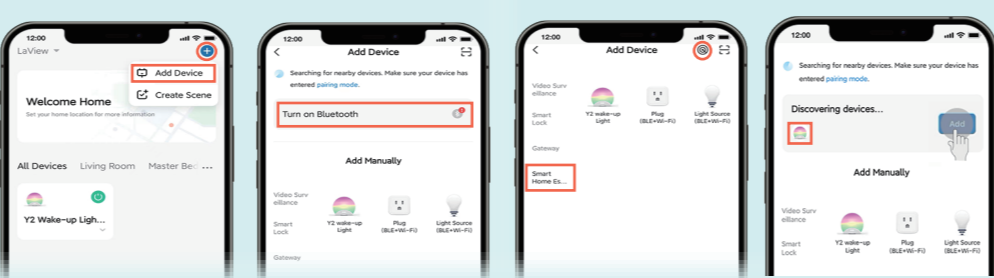 12:00
LaView
Add Device
Create Scene
Welcome Home
Set your home location for more information
All Devices Living Room Master Bec ...
Y2 Wake-up Ligh...
12:00
Add Device
Searching for nearby devices. Make sure your device has
entered pairing mode.
Turn on Bluetooth
Add Manually
Video Surv
eillance
Smart
Lock
Gateway
Y2 wake-up
Light
Plug
(BLE+Wi-Fi)
Light Source
(BLE+Wi-Fi)
12:00
Add Device
Video Surv
eillance
Smart
Lock
Gateway
Smart
Home Es...
Y2 wake-up
Light
Plug
(BLE+Wi-Fi)
Light Source
(BLE+Wi-Fi)
12:00
Searching for nearby devices. Make sure your device has
entered pairing mode.
Discovering devices...
Add
Add Manually
Video Surv
eillance
Smart
Lock
Y2 wake-up
Light
Plug
(BLE+Wi-Fi)
Light Source
(BLE+Wi-Fi)